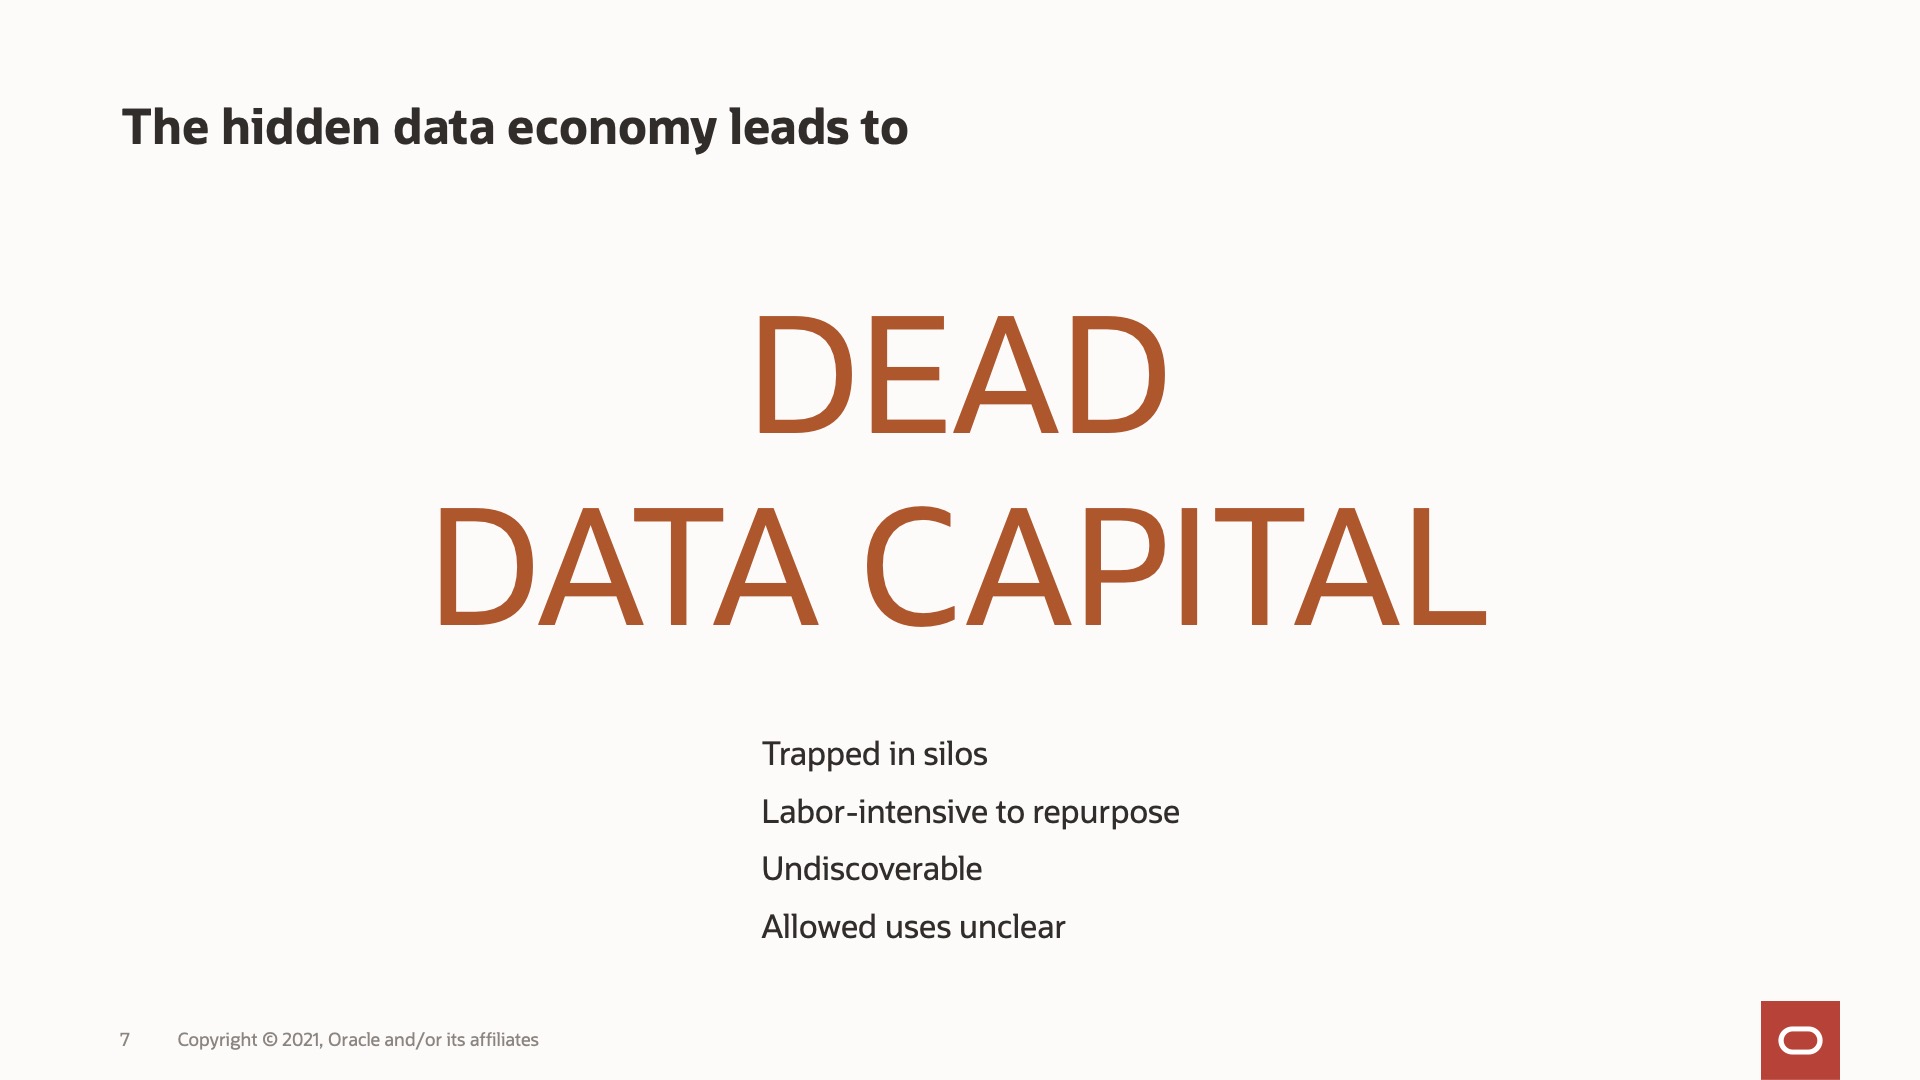 The hidden data economy leads to
DEAD
DATA CAPITAL
Trapped in silos
Labor-intensive to repurpose
Undiscoverable
Allowed uses unclear
7 Copyright © 2021, Oracle and/or its affiliates